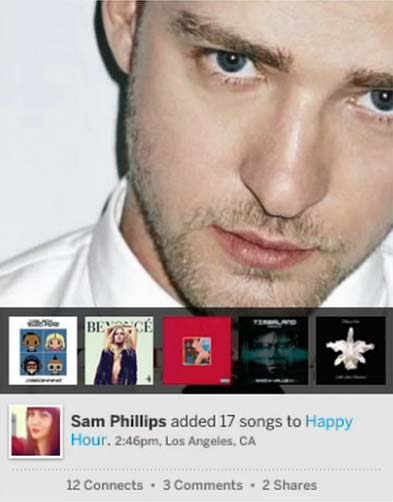 BEYONCÉ
4
TIMBALAND
Sam Phillips added 17 songs to Happy
Hour. 2:46pm, Los Angeles, CA
12 Connects • 3 Comments • 2 Shares